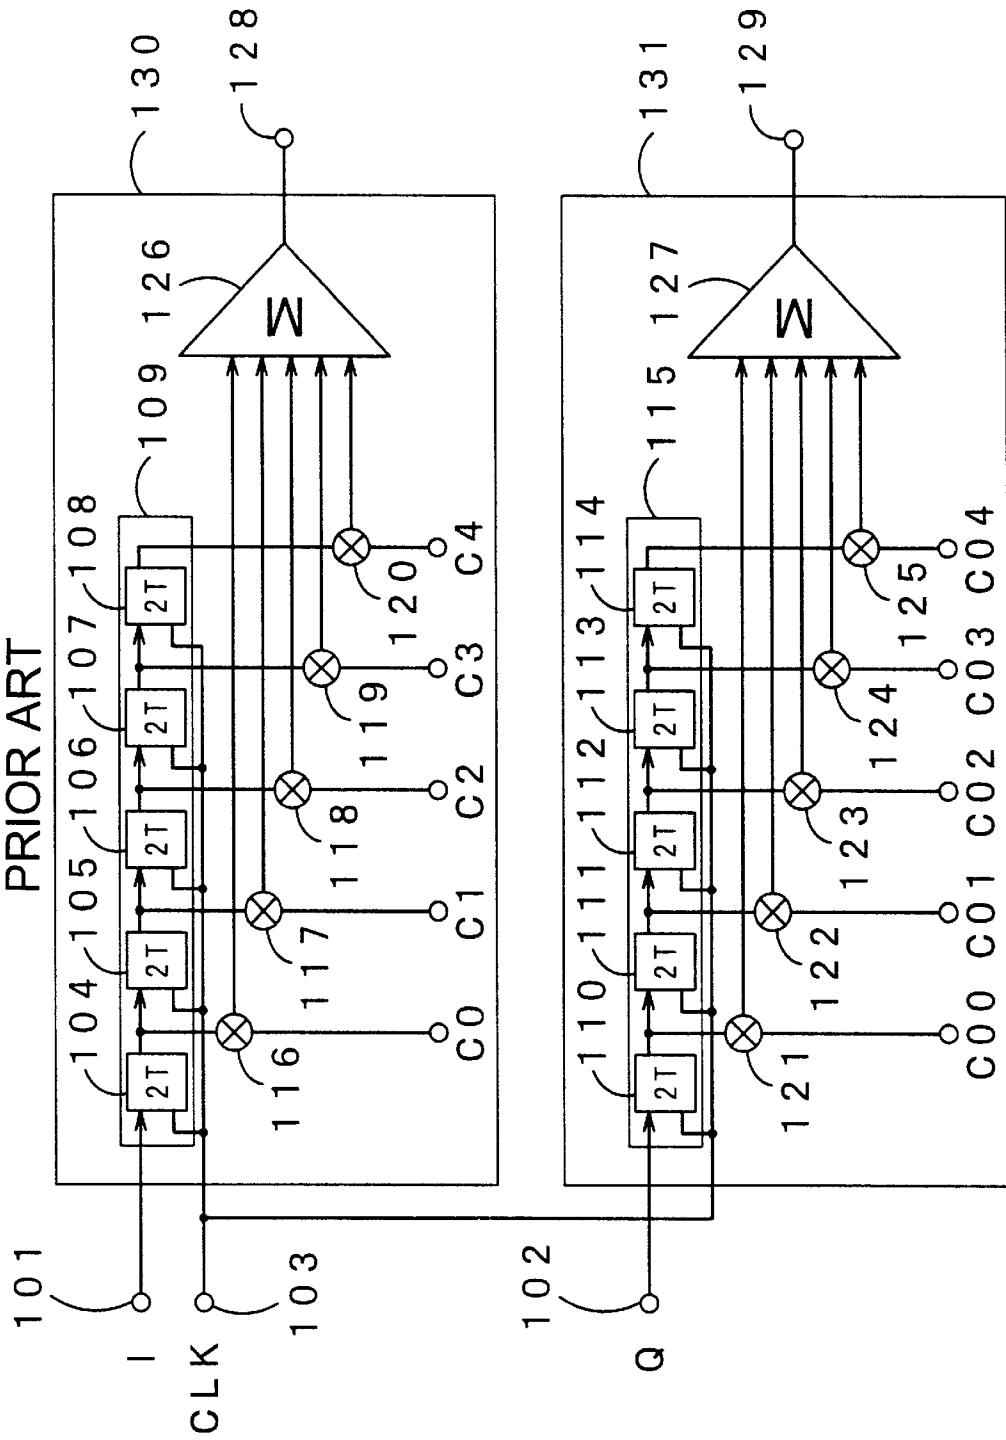 PRIOR ART
104 105 106 107 108 109 126 130 128
101
I
2T 2T 2T 2T 2T
M
CLK
103
116 117 118 119 120
C0 C1 C2 C3 C4
110 111 112 113 114 115 127 131 129
102
Q
2T 2T 2T 2T 2T
M
121 122 123 124 125
C00 C01 C02 C03 C04